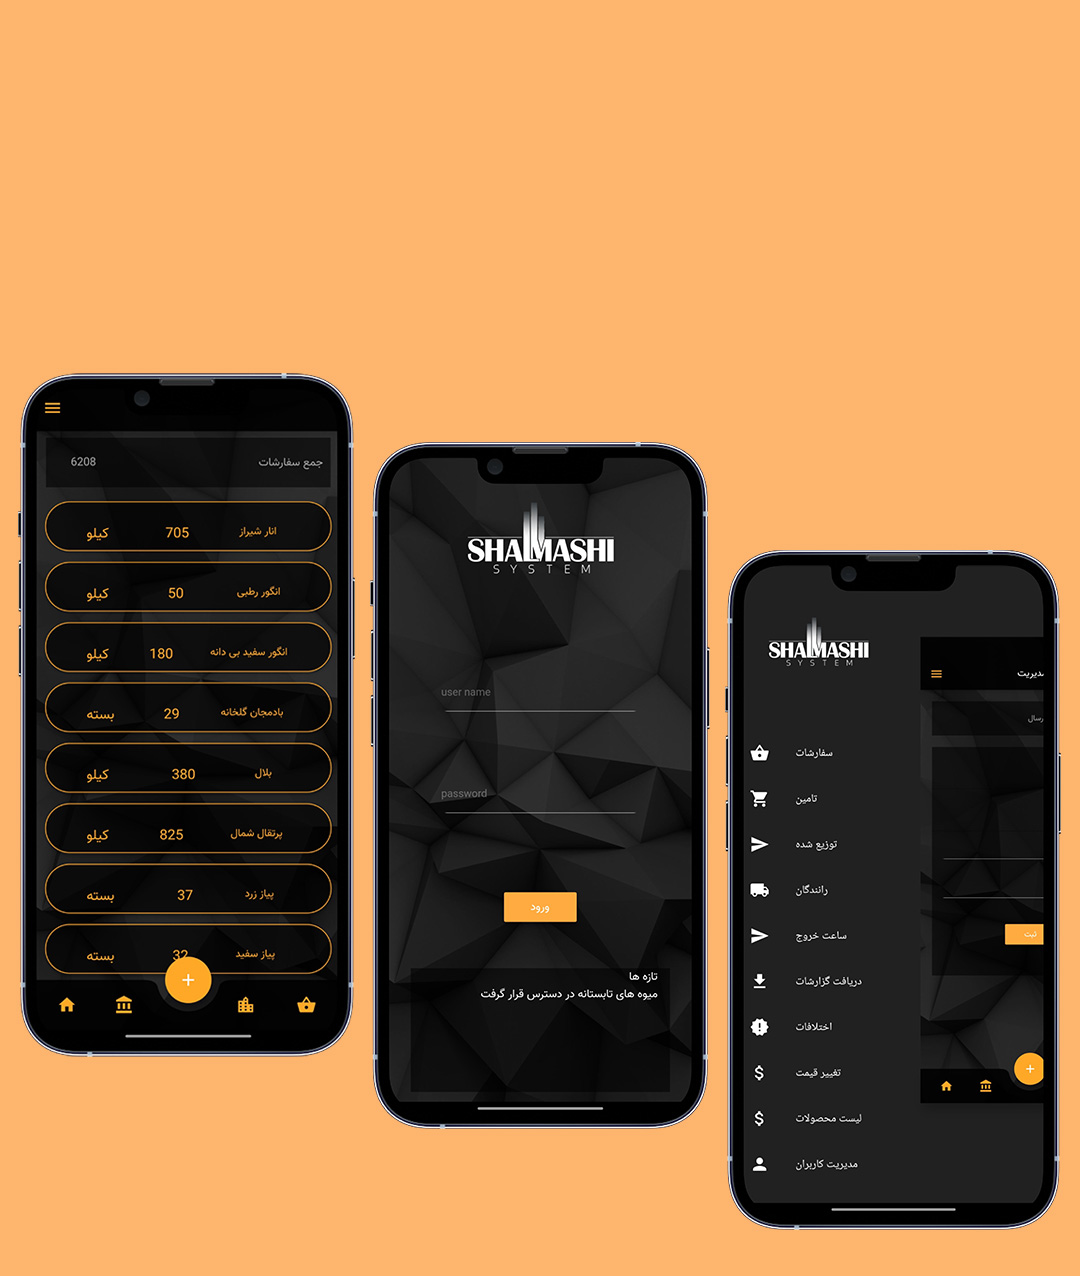 جمع سفارشات 6208
انار شیراز 705 کیلو
انگور رطبی 50 کیلو
انگور سفید بی دانه 180 کیلو
بادمجان گلخانه 29 بسته
بلال 380 کیلو
پرتقال شمال 825 کیلو
پیاز زرد 37 بسته
پیاز سفید 32 بسته
SHAMASHI
SYSTEM
user name
password
ورود
تازه ها
میوه های تابستانه در دسترس قرار گرفت
SHAMASHI
SYSTEM
سفارشات
تامین
توزیع شده
رانندگان
ساعت خروج
دریافت گزارشات
اختلافات
تغییر قیمت
لیست محصولات
مدیریت کاربران
مدیریت
رسال
ثبت